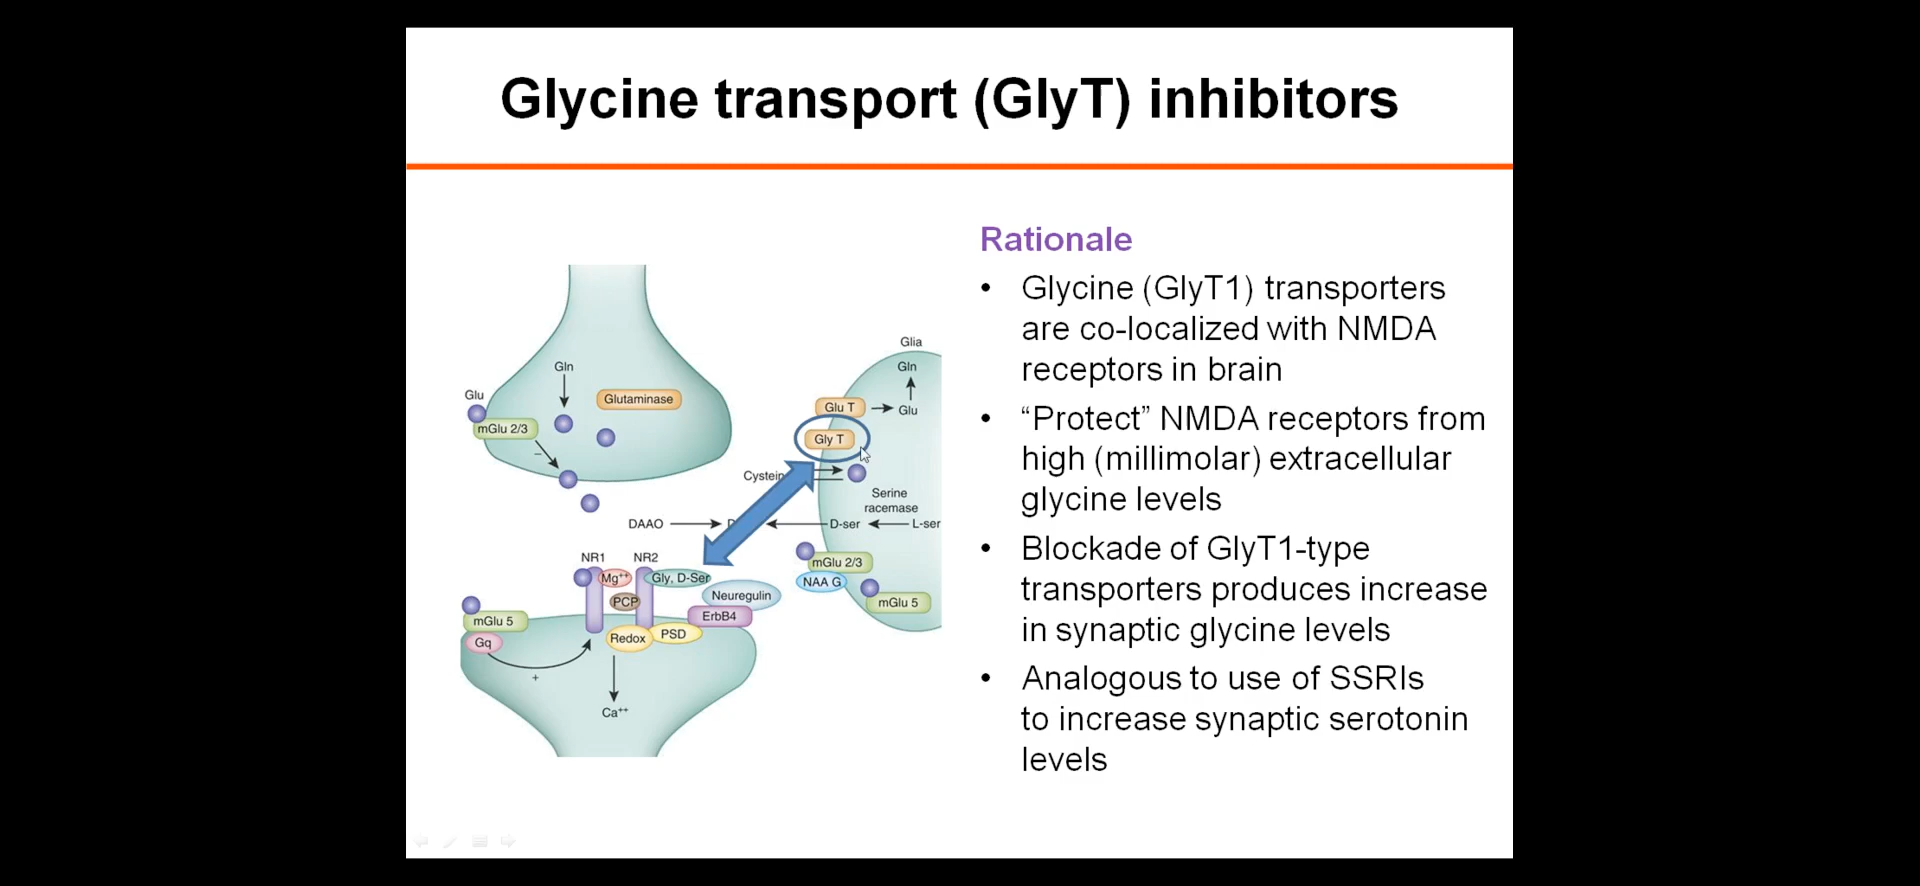 Glycine transport (GlyT) inhibitors
Rationale
• Glycine (GlyT1) transporters
are co-localized with NMDA
receptors in brain
• “Protect” NMDA receptors from
high (millimolar) extracellular
glycine levels
• Blockade of GlyT1-type
transporters produces increase
in synaptic glycine levels
• Analogous to use of SSRIs
to increase synaptic serotonin
levels
Glia
Gln
Gln
Glu
Glutaminase
mGlu 2/3
–
Glu T
Glu
Gly T
Serine
racemase
DAAO
D-ser
L-ser
NR1
NR2
Mg++
Gly, D-Ser
PCP
Neuregulin
ErbB4
mGlu 5
Gq
Redox
PSD
+
Ca++
mGlu 2/3
NAA G
mGlu 5